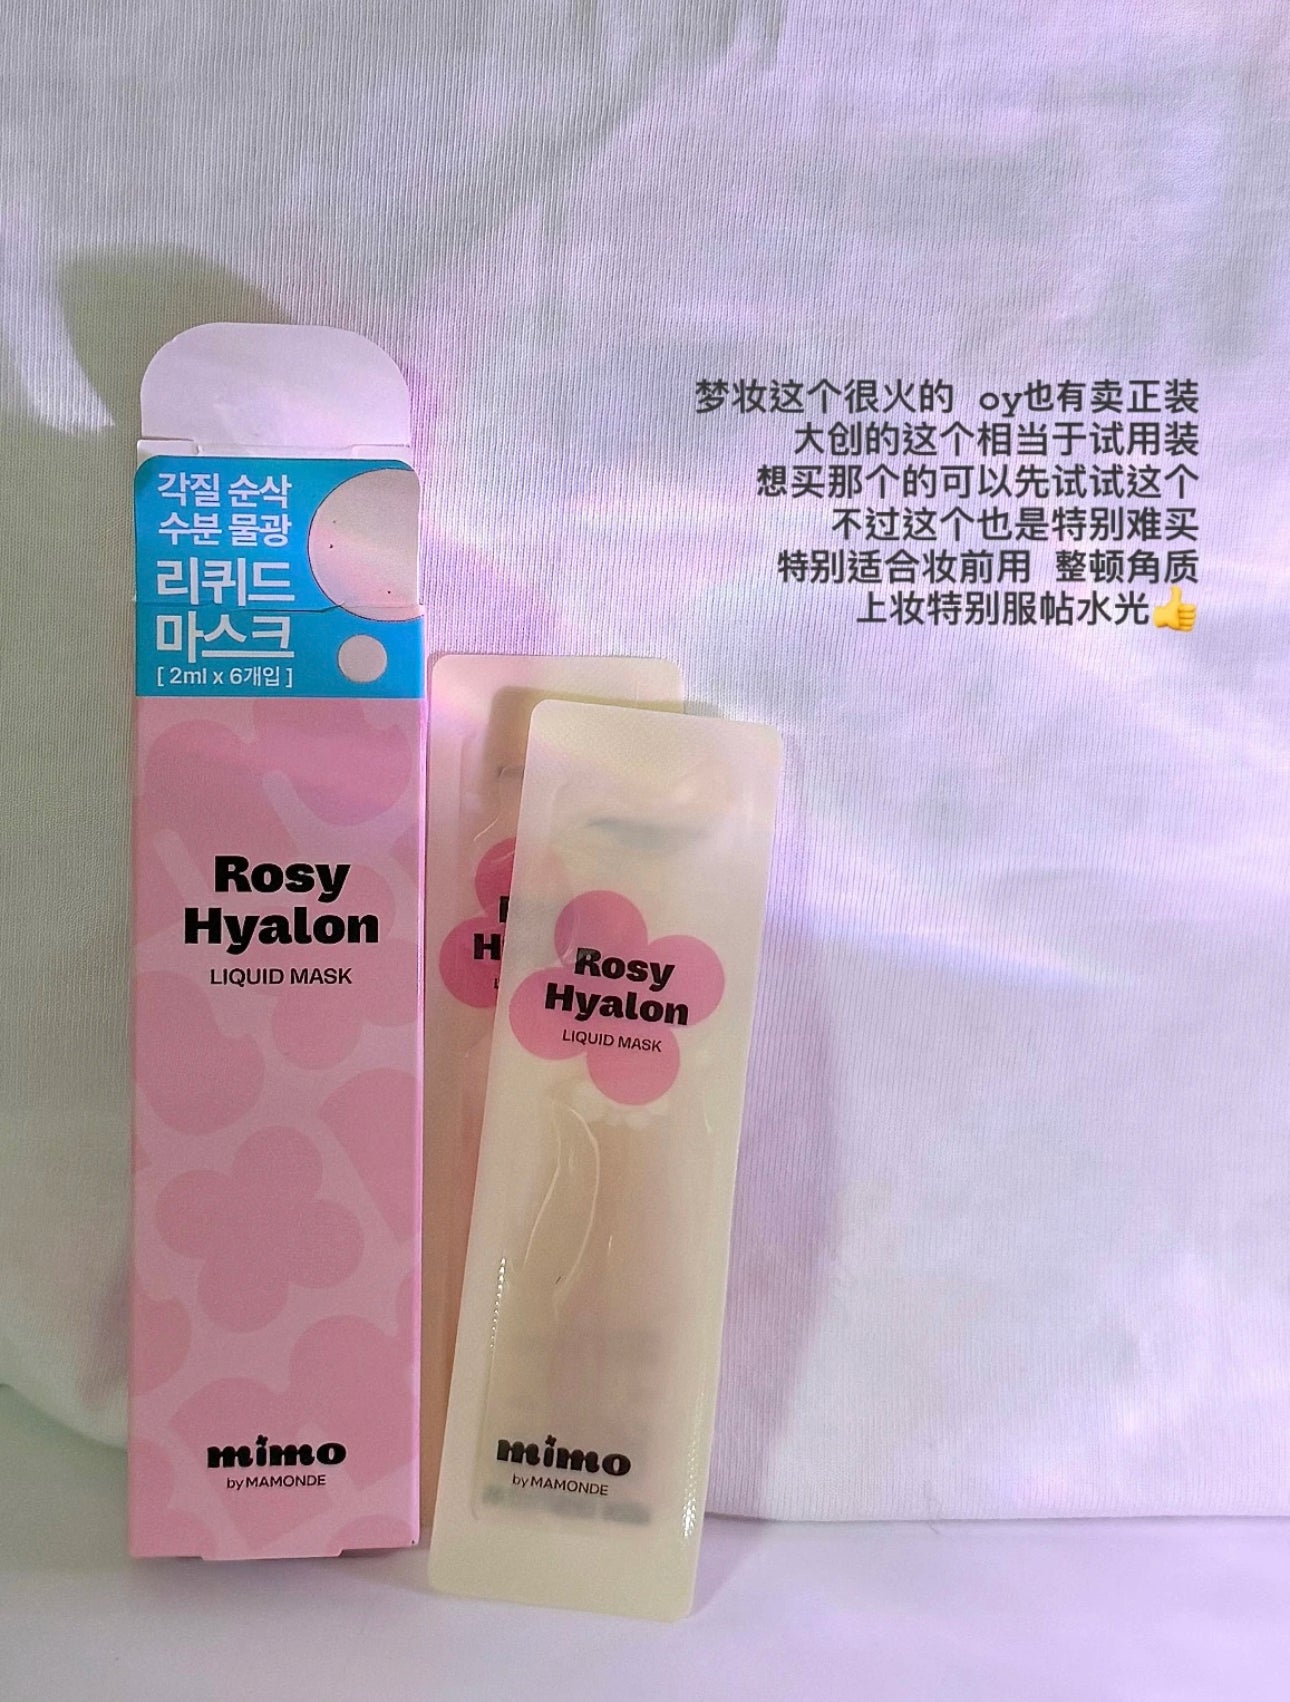 梦妆这个很火的 oy也有卖正装
大创的这个相当于试用装
想买那个的可以先试试这个
不过这个也是特别难买
特别适合妆前用 整顿角质
上妆特别服帖水光👍
각질 순삭
수분 물광
리퀴드
마스크
[ 2ml x 6개입 ]
Rosy
Hyalon
LIQUID MASK
mimo
by MAMONDE
H
Rosy
Hyalon
LIQUID MASK
mimo
by MAMONDE